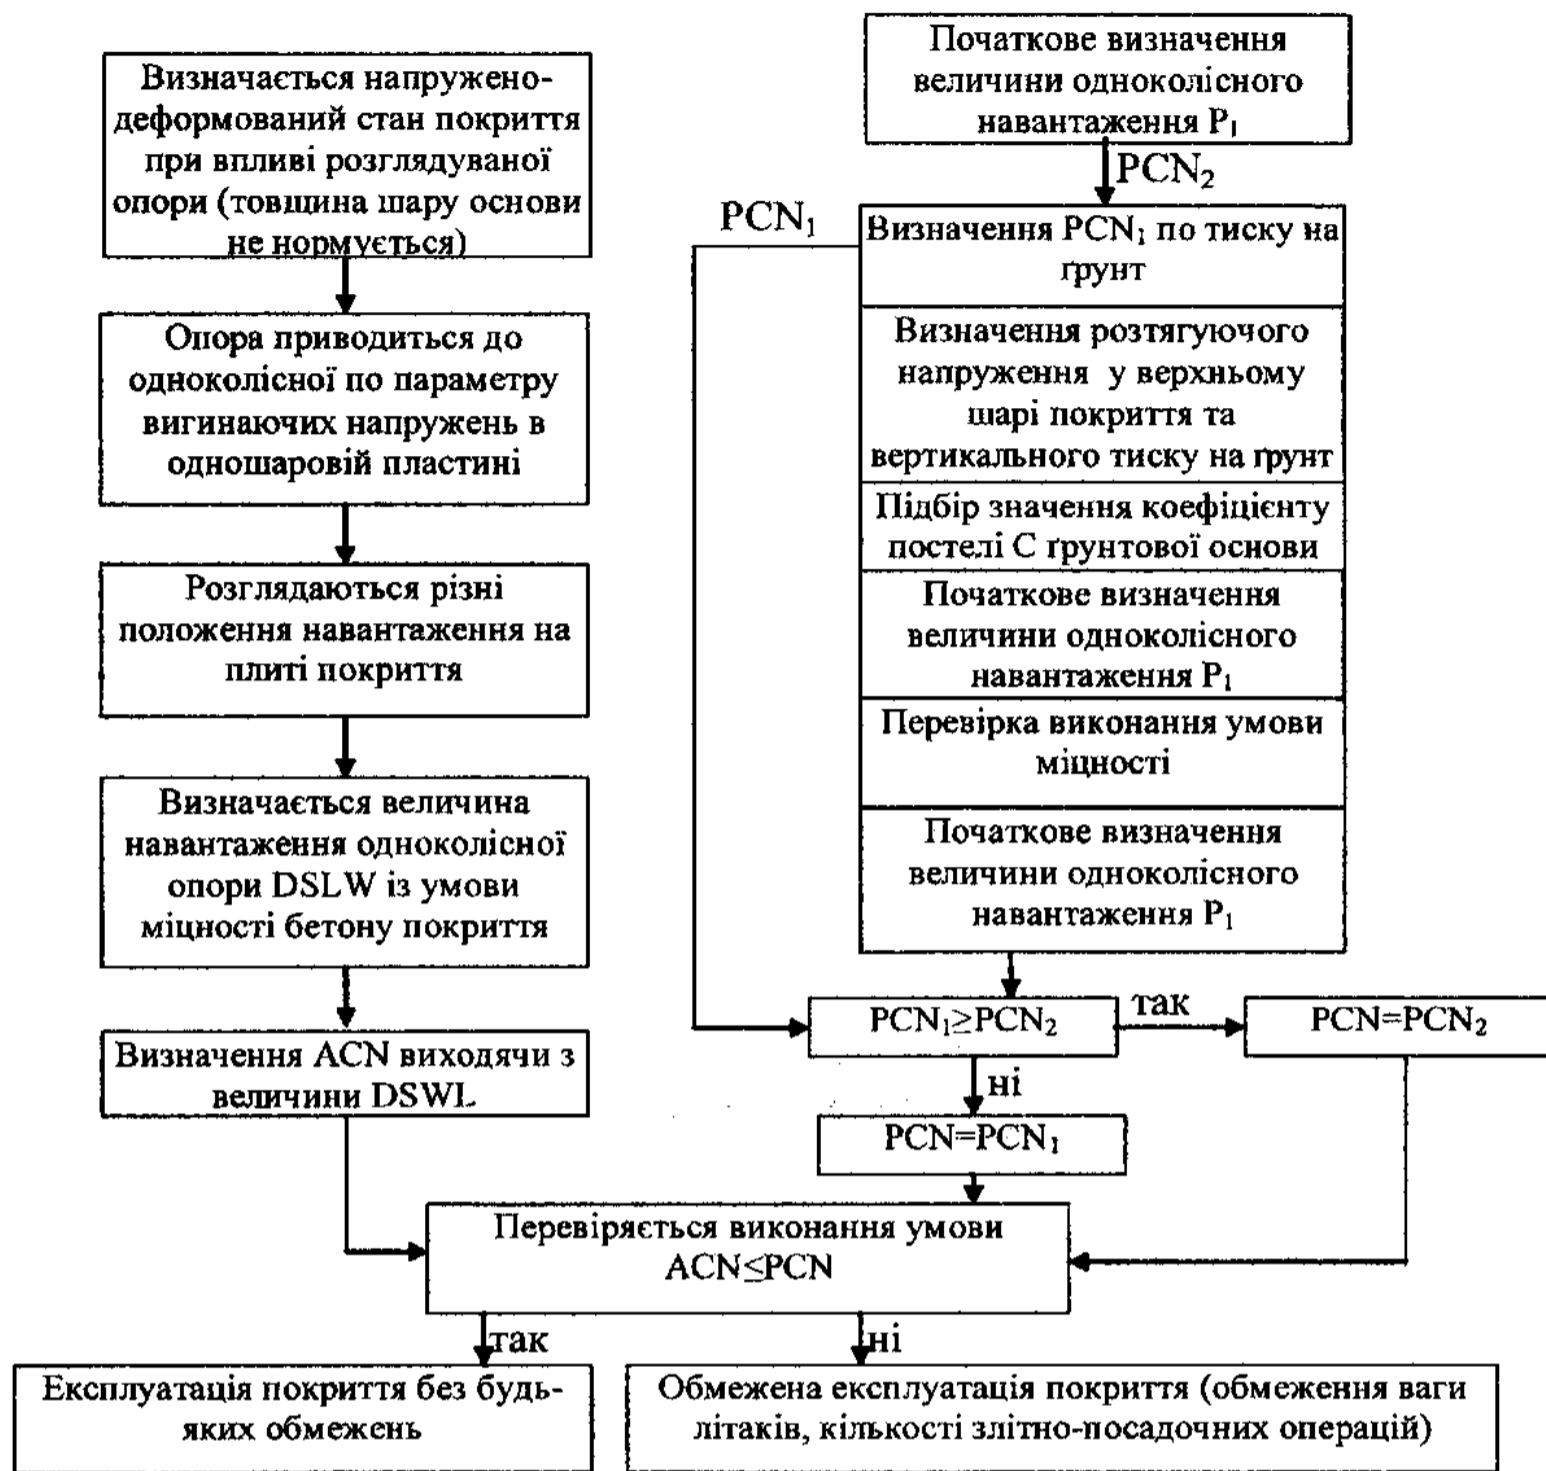 Визначається напружено-
деформований стан покриття
при впливі розглядуваної
опори (товщина шару основи
не нормується)
Опора приводиться до
одноколісної по параметру
вигинаючих напружень в
одношаровій пластині
Розглядаються різні
положення навантаження на
плиті покриття
Визначається величина
навантаження одноколісної
опори DSLW із умови
міцності бетону покриття
Визначення ACN виходячи з
величини DSWL
Початкове визначення
величини одноколісного
навантаження P₁
PCN₂
PCN₁
Визначення PCN₁ по тиску на
ґрунт
Визначення розтягуючого
напруження у верхньому
шарі покриття та
вертикального тиску на ґрунт
Підбір значення коефіцієнту
постелі С ґрунтової основи
Початкове визначення
величини одноколісного
навантаження P₁
Перевірка виконання умови
міцності
Початкове визначення
величини одноколісного
навантаження P₁
PCN₁≥PCN₂
так
PCN=PCN₂
ні
PCN=PCN₁
Перевіряється виконання умови
ACN≤PCN
так
ні
Експлуатація покриття без будь-
яких обмежень
Обмежена експлуатація покриття (обмеження ваги
літаків, кількості злітно-посадочних операцій)